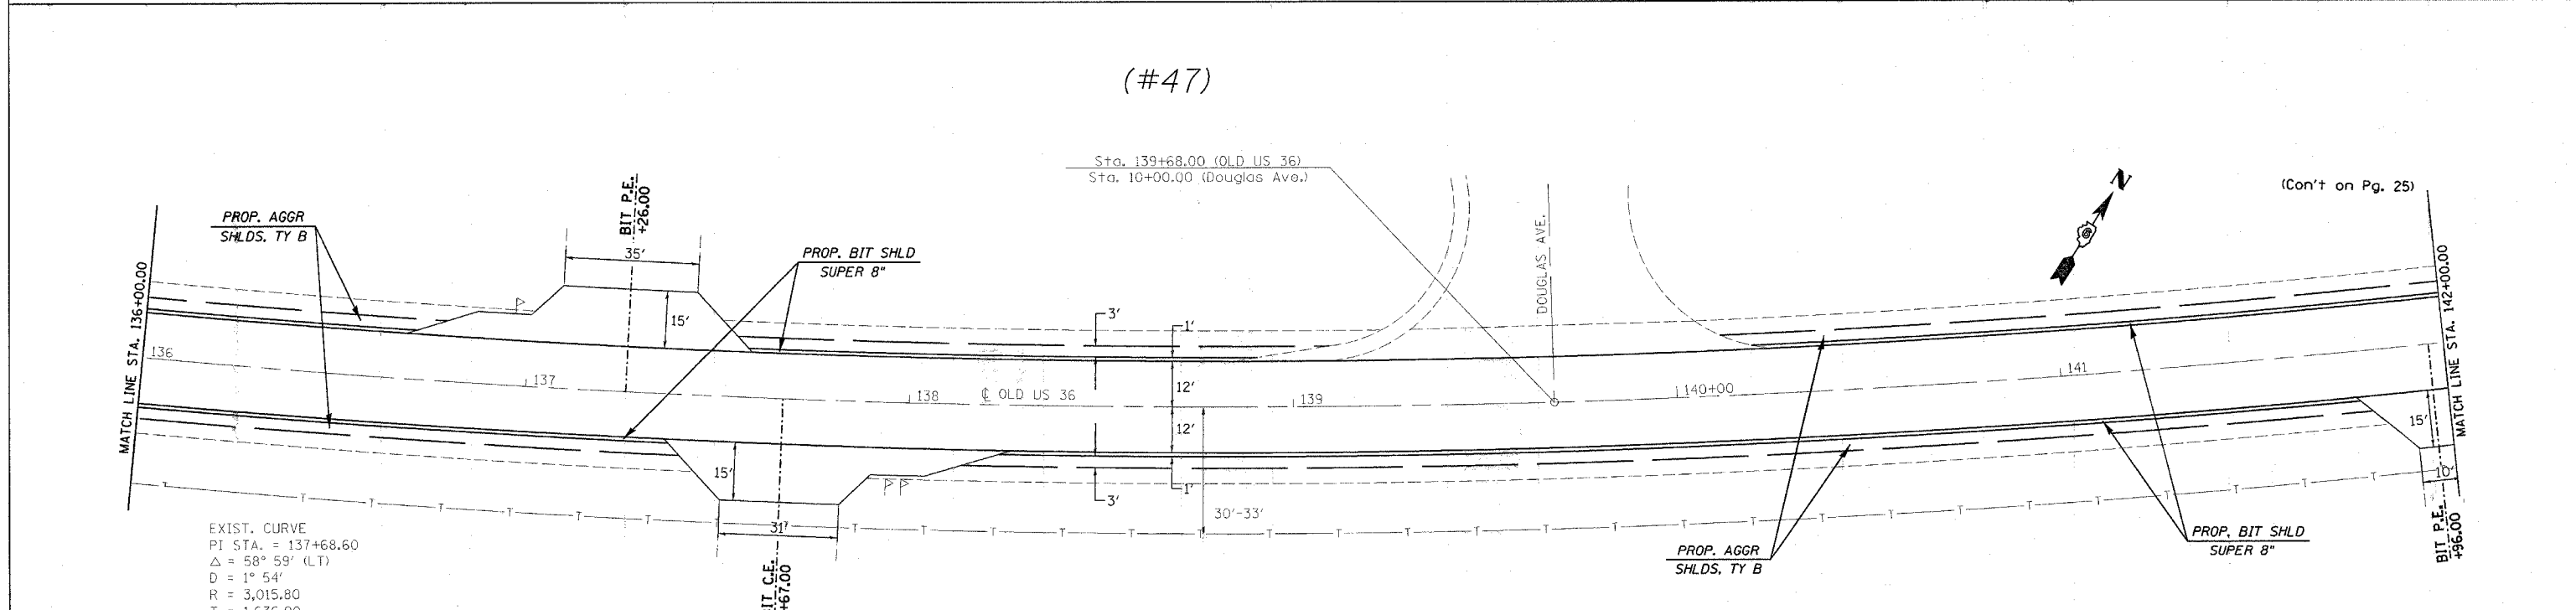 (#47)
Sta. 139+68.00 (OLD US 36)
Sta. 10+00.00 (Douglas Ave.)
N
(Con't on Pg. 25)
BIT P.E.
+26.00
PROP. AGGR
SHLDS. TY B
35'
PROP. BIT SHLD
SUPER 8"
DOUGLAS AVE.
MATCH LINE STA. 136+00.00
MATCH LINE STA. 142+00.00
15'
3'
1'
136
137
138
℄ OLD US 36
12'
139
140+00
141
12'
15'
15'
3'
1'
31'
30'-33'
10'
T T T T T T T T T T T T T T T T T T T T T T T T T T T T T T T T
EXIST. CURVE
PI STA. = 137+68.60
Δ = 58° 59' (LT)
D = 1° 54'
R = 3,015.80
BIT C.E.
+67.00
PROP. AGGR
SHLDS. TY B
PROP. BIT SHLD
SUPER 8"
BIT P.E.
+96.00